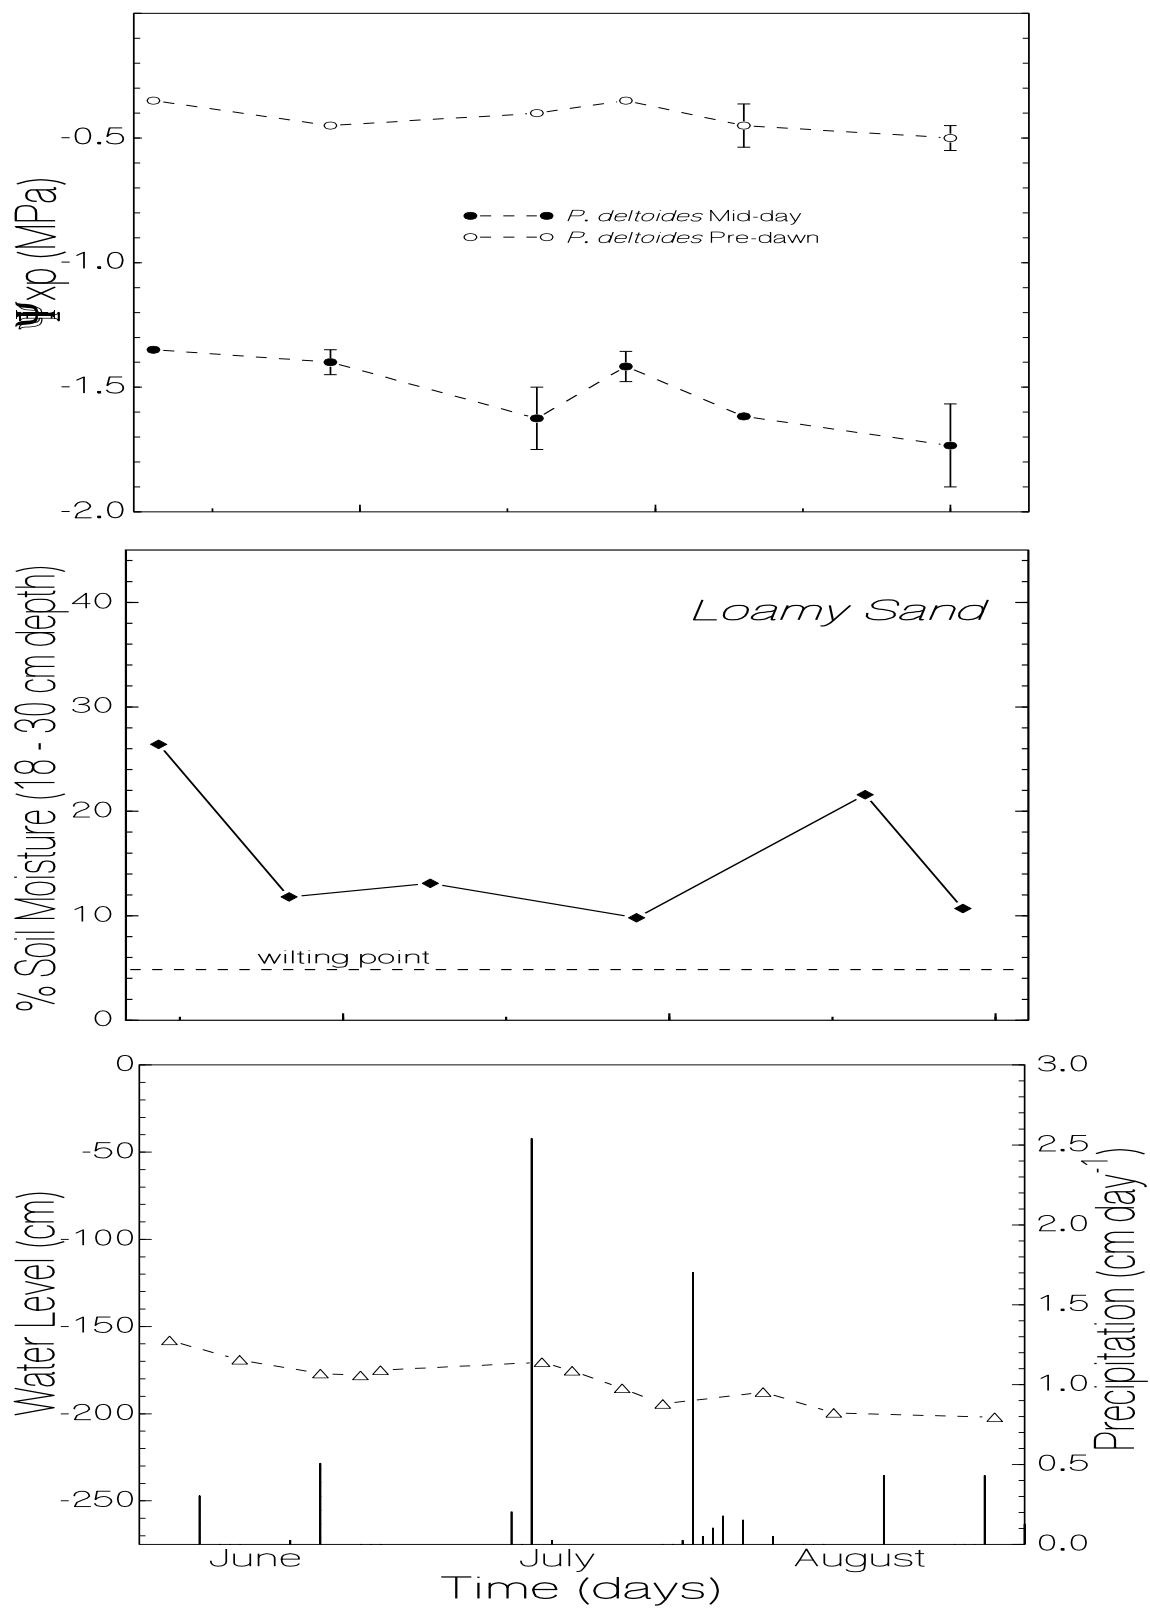 -0.5
-1.0
-1.5
-2.0
Ψxp (MPa)
P. deltoides Mid-day
P. deltoides Pre-dawn
% Soil Moisture (18 - 30 cm depth)
40
30
20
10
0
Loamy Sand
wilting point
Water Level (cm)
0
-50
-100
-150
-200
-250
3.0
2.5
2.0
1.5
1.0
0.5
0.0
Precipitation (cm day-1)
June July August
Time (days)